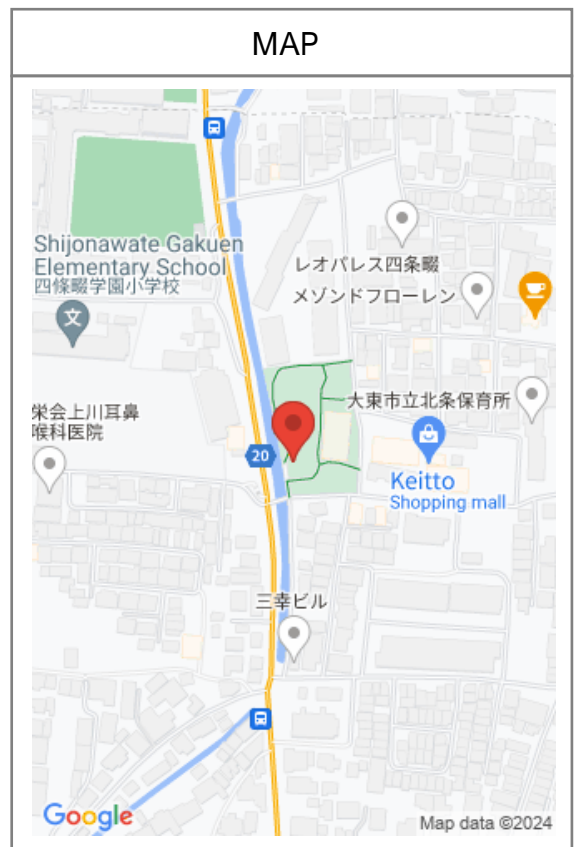 MAP
Shijonawate Gakuen
Elementary School
四條畷学園小学校
文
レオパレス四条畷
メゾンドフローレン
栄会上川耳鼻
喉科医院
大東市立北条保育所
20
Keitto
Shopping mall
三幸ビル
Google
Map data ©2024